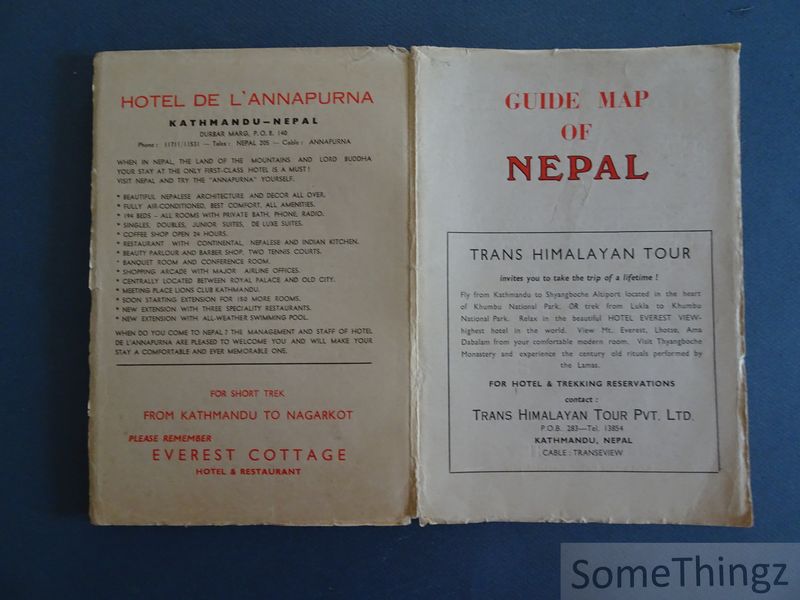 HOTEL DE L'ANNAPURNA
KATHMANDU—NEPAL
DURBAR MARG, P.O.B. 140
Phone : 11711/11531 — Telex : NEPAL 205 — Cable : ANNAPURNA
WHEN IN NEPAL, THE LAND OF THE MOUNTAINS AND LORD BUDDHA
YOUR STAY AT THE ONLY FIRST-CLASS HOTEL IS A MUST !
VISIT NEPAL AND TRY THE "ANNAPURNA" YOURSELF.
* BEAUTIFUL NEPALESE ARCHITECTURE AND DECOR ALL OVER.
* FULLY AIR-CONDITIONED, BEST COMFORT, ALL AMENITIES.
* 194 BEDS – ALL ROOMS WITH PRIVATE BATH, PHONE, RADIO.
* SINGLES, DOUBLES, JUNIOR SUITES, DE LUXE SUITES.
* COFFEE SHOP OPEN 24 HOURS.
* RESTAURANT WITH CONTINENTAL, NEPALESE AND INDIAN KITCHEN.
* BEAUTY PARLOUR AND BARBER SHOP, TWO TENNIS COURTS.
* BANQUET ROOM AND CONFERENCE ROOM.
* SHOPPING ARCADE WITH MAJOR AIRLINE OFFICES.
* CENTRALLY LOCATED BETWEEN ROYAL PALACE AND OLD CITY.
* MEETING PLACE LIONS CLUB KATHMANDU.
* SOON STARTING EXTENSION FOR 150 MORE ROOMS.
* NEW EXTENSION WITH THREE SPECIALITY RESTAURANTS.
* NEW EXTENSION WITH ALL-WEATHER SWIMMING POOL.
WHEN DO YOU COME TO NEPAL ? THE MANAGEMENT AND STAFF OF HOTEL
DE L'ANNAPURNA ARE PLEASED TO WELCOME YOU AND WILL MAKE YOUR
STAY A COMFORTABLE AND EVER MEMORABLE ONE.
FOR SHORT TREK
FROM KATHMANDU TO NAGARKOT
PLEASE REMEMBER
EVEREST COTTAGE
HOTEL & RESTAURANT
GUIDE MAP
OF
NEPAL
TRANS HIMALAYAN TOUR
invites you to take the trip of a lifetime !
Fly from Kathmandu to Shyangboche Altiport located in the heart
of Khumbu National Park, OR trek from Lukla to Khumbu
National Park. Relax in the beautiful HOTEL EVEREST VIEW-
highest hotel in the world. View Mt. Everest, Lhotse, Ama
Dabalam from your comfortable modern room. Visit Thyangboche
Monastery and experience the century old rituals performed by
the Lamas.
FOR HOTEL & TREKKING RESERVATIONS
contact :
TRANS HIMALAYAN TOUR PVT. LTD.
P.O.B. 283—Tel. 13854
KATHMANDU, NEPAL
CABLE : TRANSEVIEW
SomeThingz